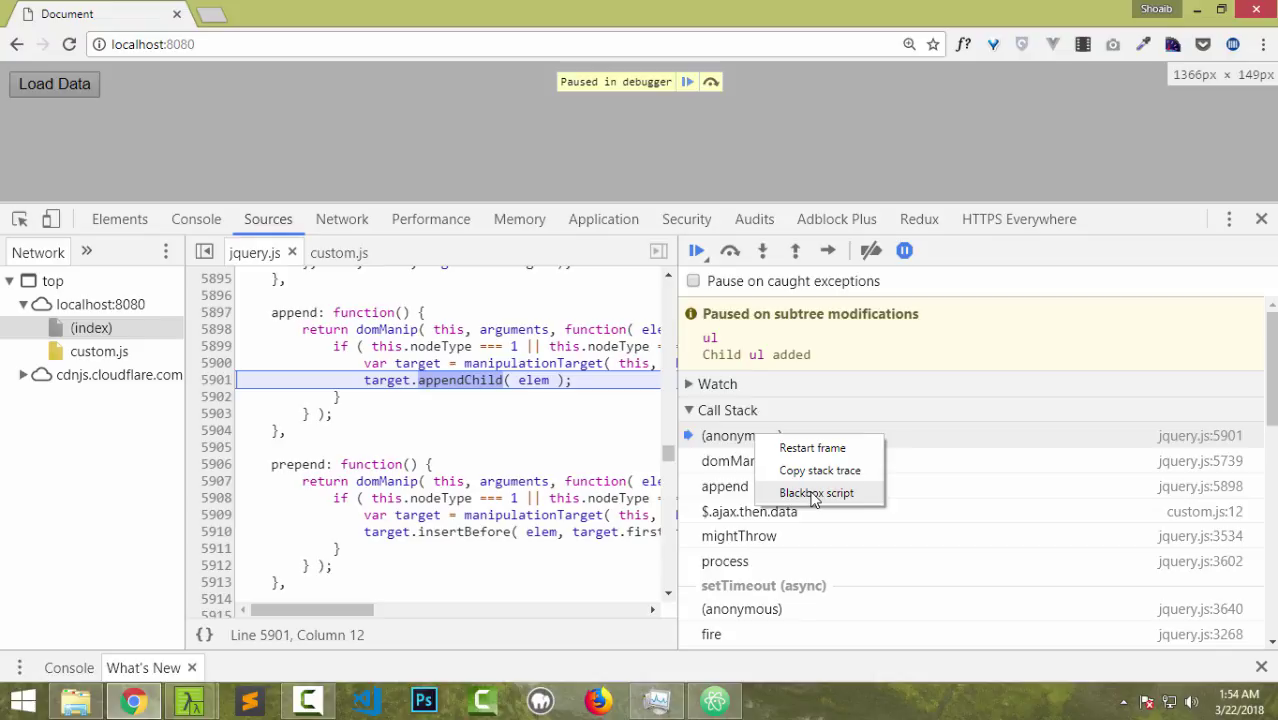 Document
Shoaib
localhost:8080
f?
Load Data
Paused in debugger
1366px × 149px
Elements Console Sources Network Performance Memory Application Security Audits Adblock Plus Redux HTTPS Everywhere
Network »
jquery.js custom.js
top
localhost:8080
(index)
custom.js
cdnjs.cloudflare.com
5895 },
5896
5897 append: function() {
5898 return domManip( this, arguments, function( ele
5899 if ( this.nodeType === 1 || this.nodeType ==
5900 var target = manipulationTarget( this,
5901 target.appendChild( elem );
5902 }
5903 } );
5904 },
5905
5906 prepend: function() {
5907 return domManip( this, arguments, function( ele
5908 if ( this.nodeType === 1 || this.nodeType ==
5909 var target = manipulationTarget( this,
5910 target.insertBefore( elem, target.first
5911 }
5912 } );
5913 },
5914
5915
{ } Line 5901, Column 12
Pause on caught exceptions
Paused on subtree modifications
ul
Child ul added
Watch
Call Stack
(anonym jquery.js:5901
domMan jquery.js:5739
append jquery.js:5898
$.ajax.then.data custom.js:12
mightThrow jquery.js:3534
process jquery.js:3602
setTimeout (async)
(anonymous) jquery.js:3640
fire jquery.js:3268
Restart frame
Copy stack trace
Blackbox script
Console What's New
Ps
1:54 AM
3/22/2018